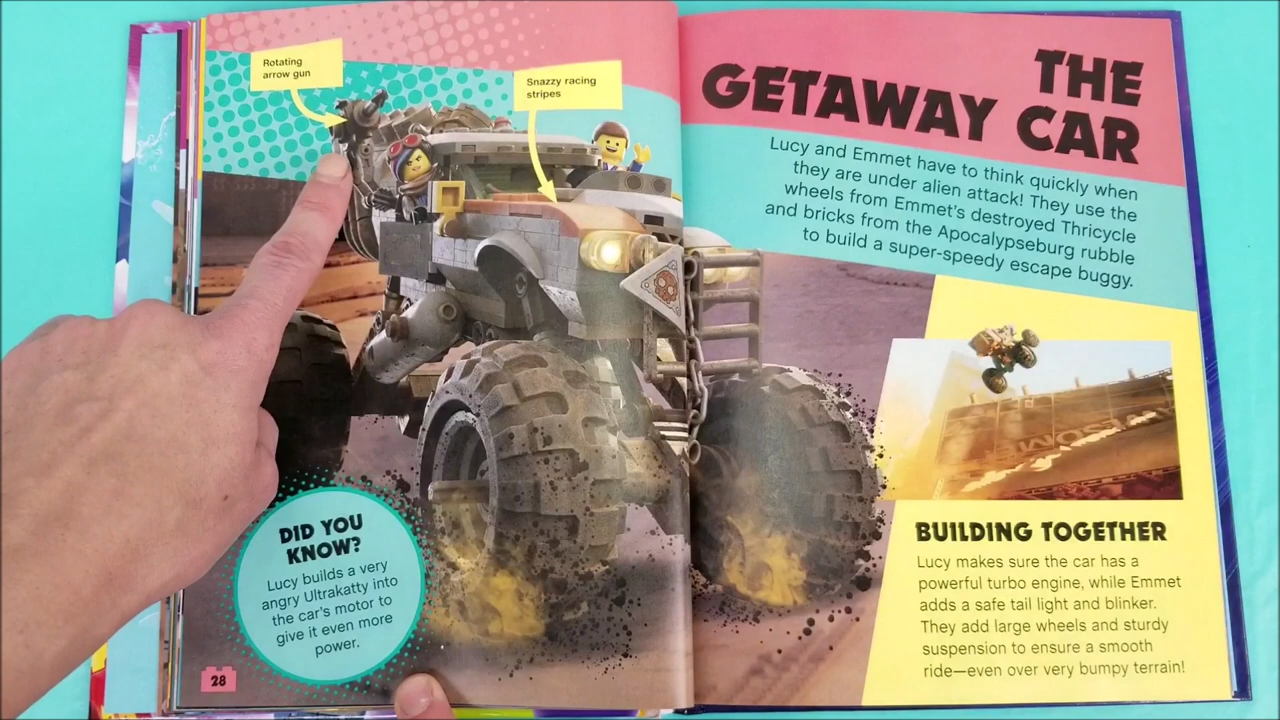 Rotating
arrow gun
Snazzy racing
stripes
DID YOU
KNOW?
Lucy builds a very
angry Ultrakatty into
the car's motor to
give it even more
power.
28
THE
GETAWAY CAR
Lucy and Emmet have to think quickly when
they are under alien attack! They use the
wheels from Emmet's destroyed Thricycle
and bricks from the Apocalypseburg rubble
to build a super-speedy escape buggy.
BUILDING TOGETHER
Lucy makes sure the car has a
powerful turbo engine, while Emmet
adds a safe tail light and blinker.
They add large wheels and sturdy
suspension to ensure a smooth
ride—even over very bumpy terrain!